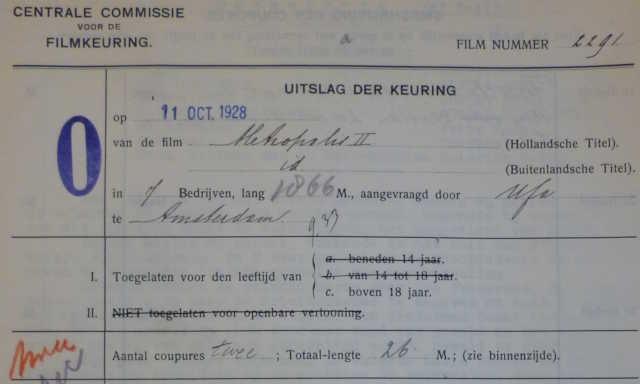 CENTRALE COMMISSIE
VOOR DE
FILMKEURING.
a
FILM NUMMER 2291
UITSLAG DER KEURING
0
op 11 OCT. 1928
van de film Metropolis II (Hollandsche Titel).
id (Buitenlandsche Titel).
in 7 Bedrijven, lang 1866 M., aangevraagd door Ufa
te Amsterdam.
a. beneden 14 jaar.
I. Toegelaten voor den leeftijd van b. van 14 tot 18 jaar.
c. boven 18 jaar.
II. NIET toegelaten voor openbare vertooning.
Aantal coupures twee ; Totaal-lengte 26 M.; (zie binnenzijde).